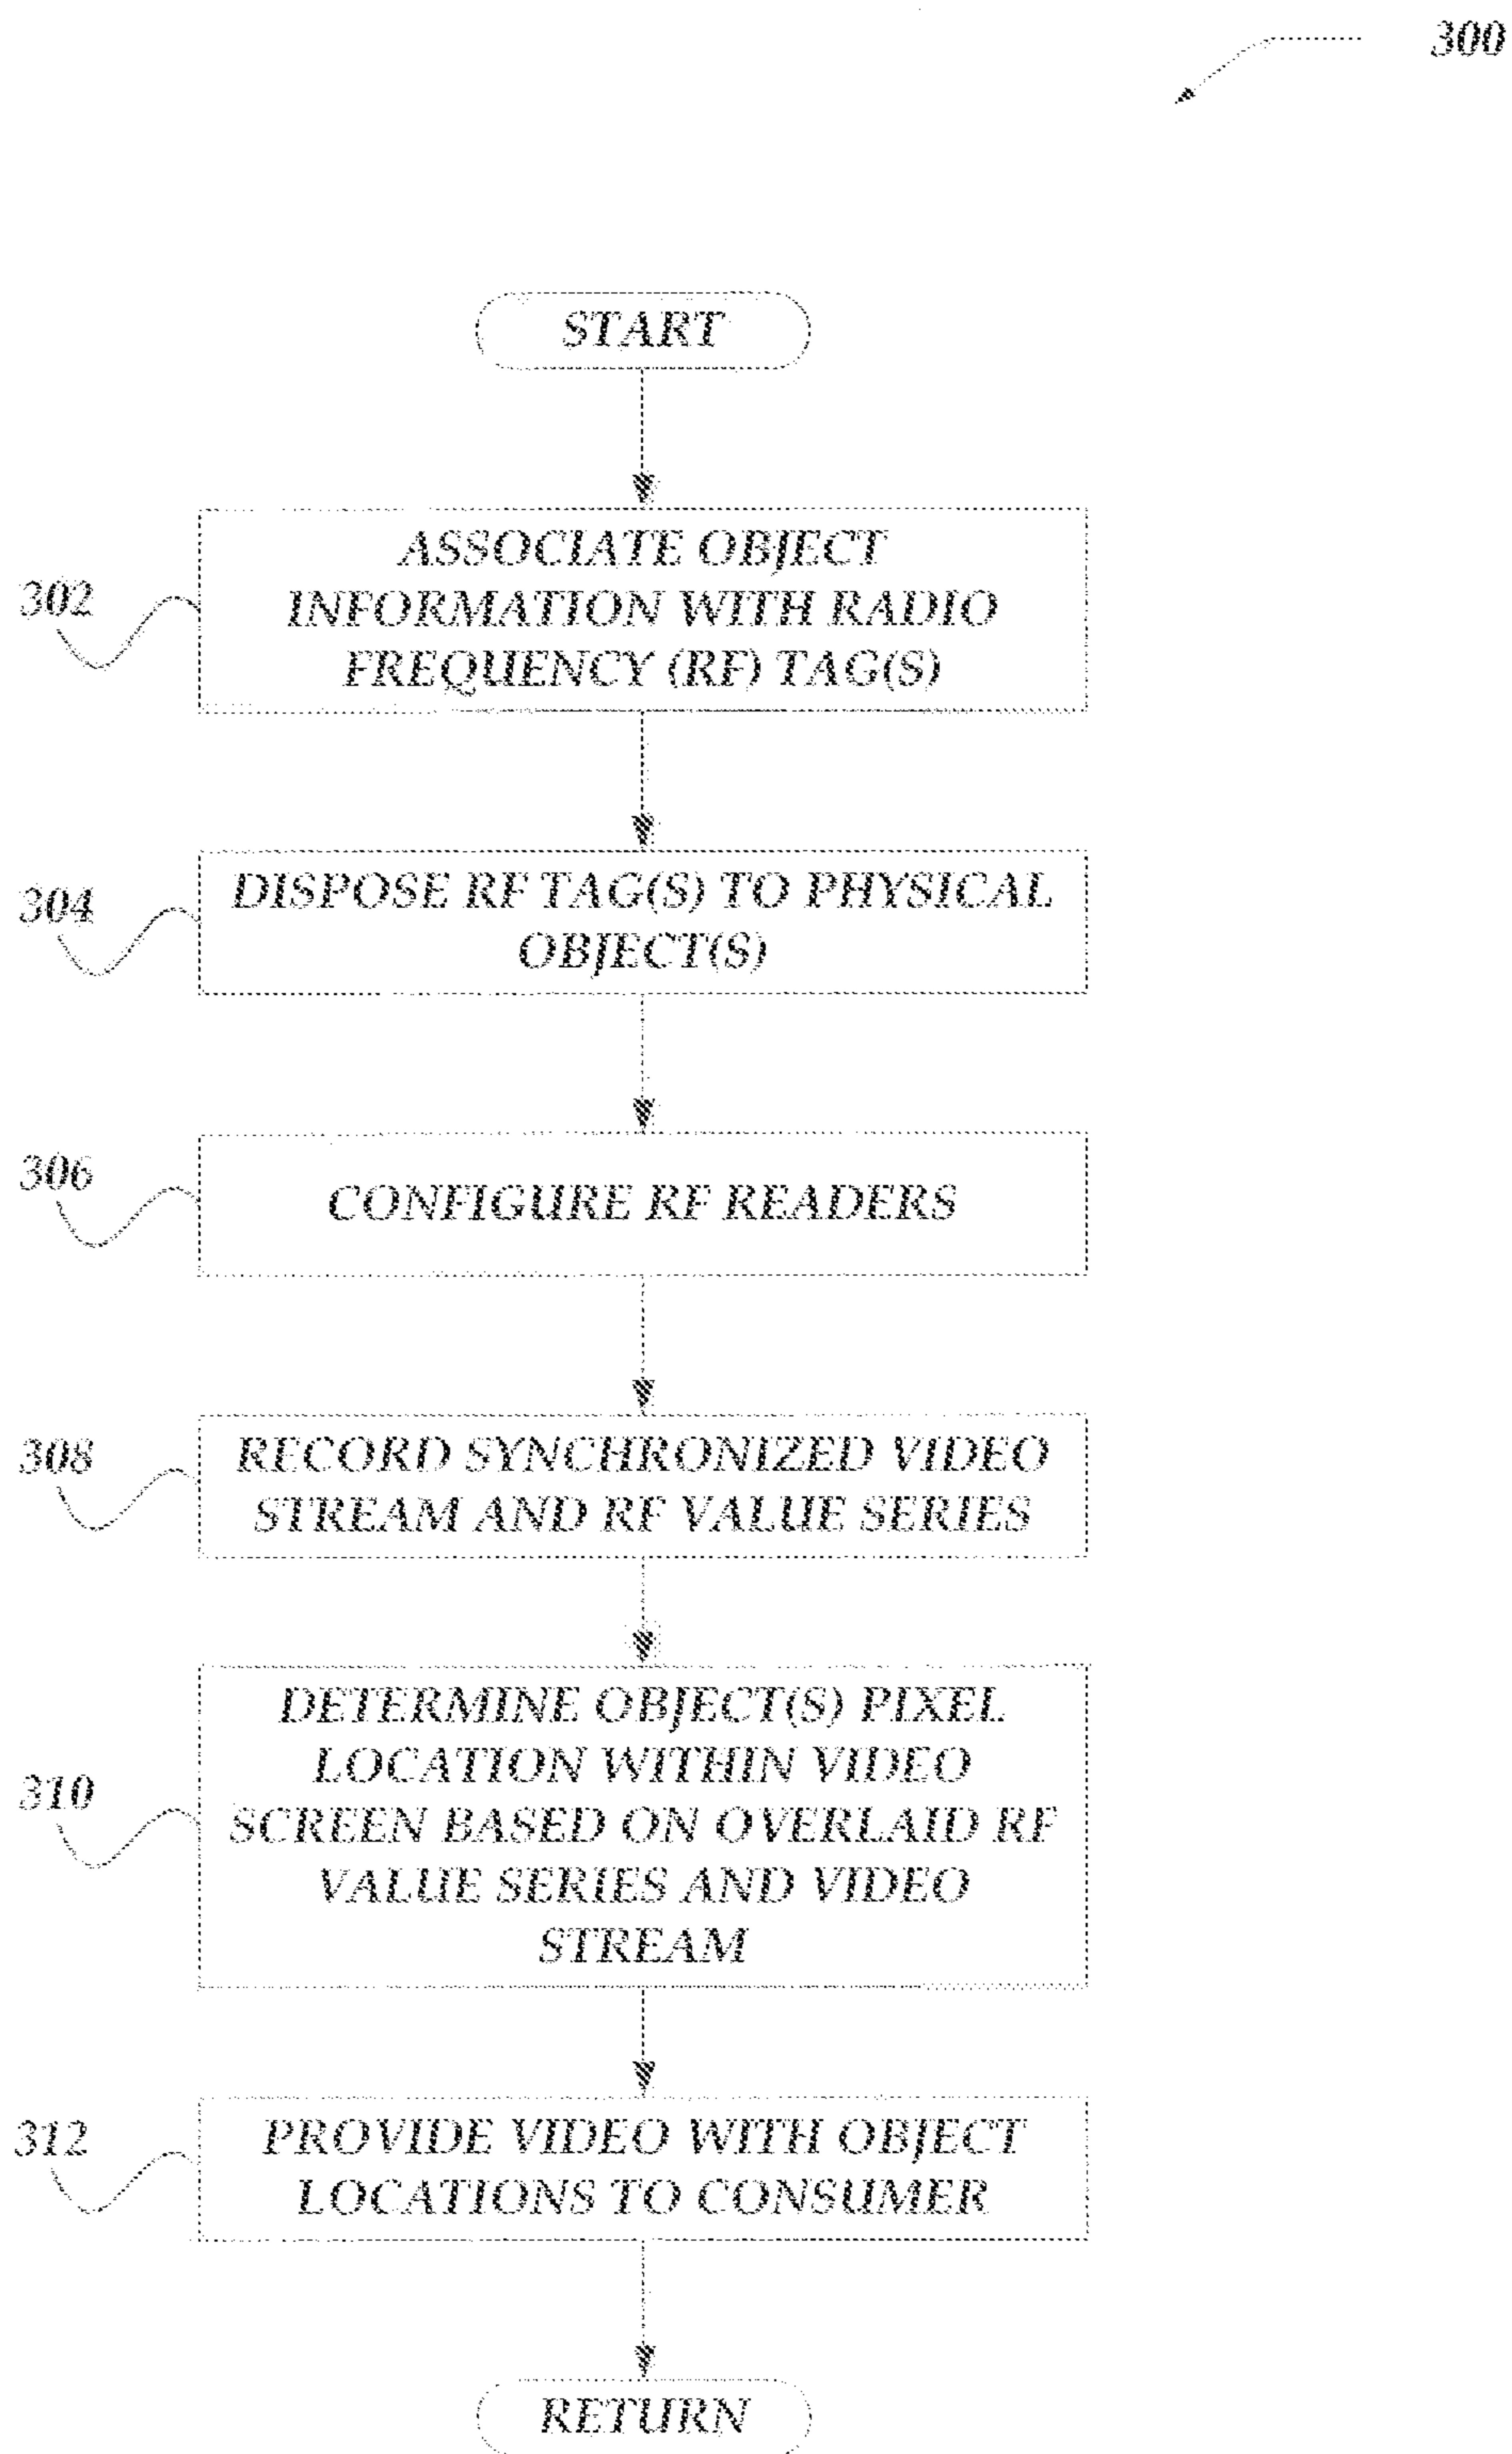 300
START
302
ASSOCIATE OBJECT
INFORMATION WITH RADIO
FREQUENCY (RF) TAG(S)
304
DISPOSE RF TAG(S) TO PHYSICAL
OBJECT(S)
306
CONFIGURE RF READERS
308
RECORD SYNCHRONIZED VIDEO
STREAM AND RF VALUE SERIES
310
DETERMINE OBJECT(S) PIXEL
LOCATION WITHIN VIDEO
SCREEN BASED ON OVERLAID RF
VALUE SERIES AND VIDEO
STREAM
312
PROVIDE VIDEO WITH OBJECT
LOCATIONS TO CONSUMER
RETURN